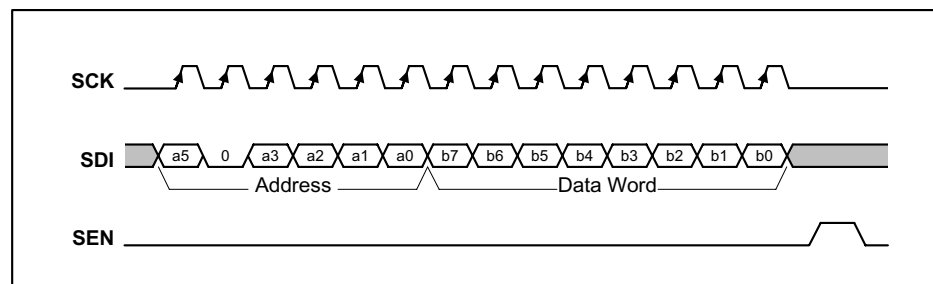 SCK
SDI a5 0 a3 a2 a1 a0 b7 b6 b5 b4 b3 b2 b1 b0
Address Data Word
SEN